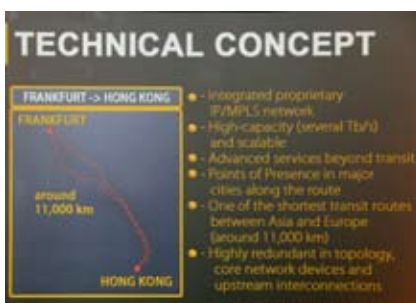 TECHNICAL CONCEPT
FRANKFURT -> HONG KONG
FRANKFURT
around
11,000 km
HONG KONG
- Integrated proprietary
IP/MPLS network
- High-capacity (several Tb/s)
and scalable
- Advanced services beyond transit
- Points of Presence in major
cities along the route
- One of the shortest transit routes
between Asia and Europe
(around 11,000 km)
- Highly redundant in topology,
core network devices and
upstream interconnections